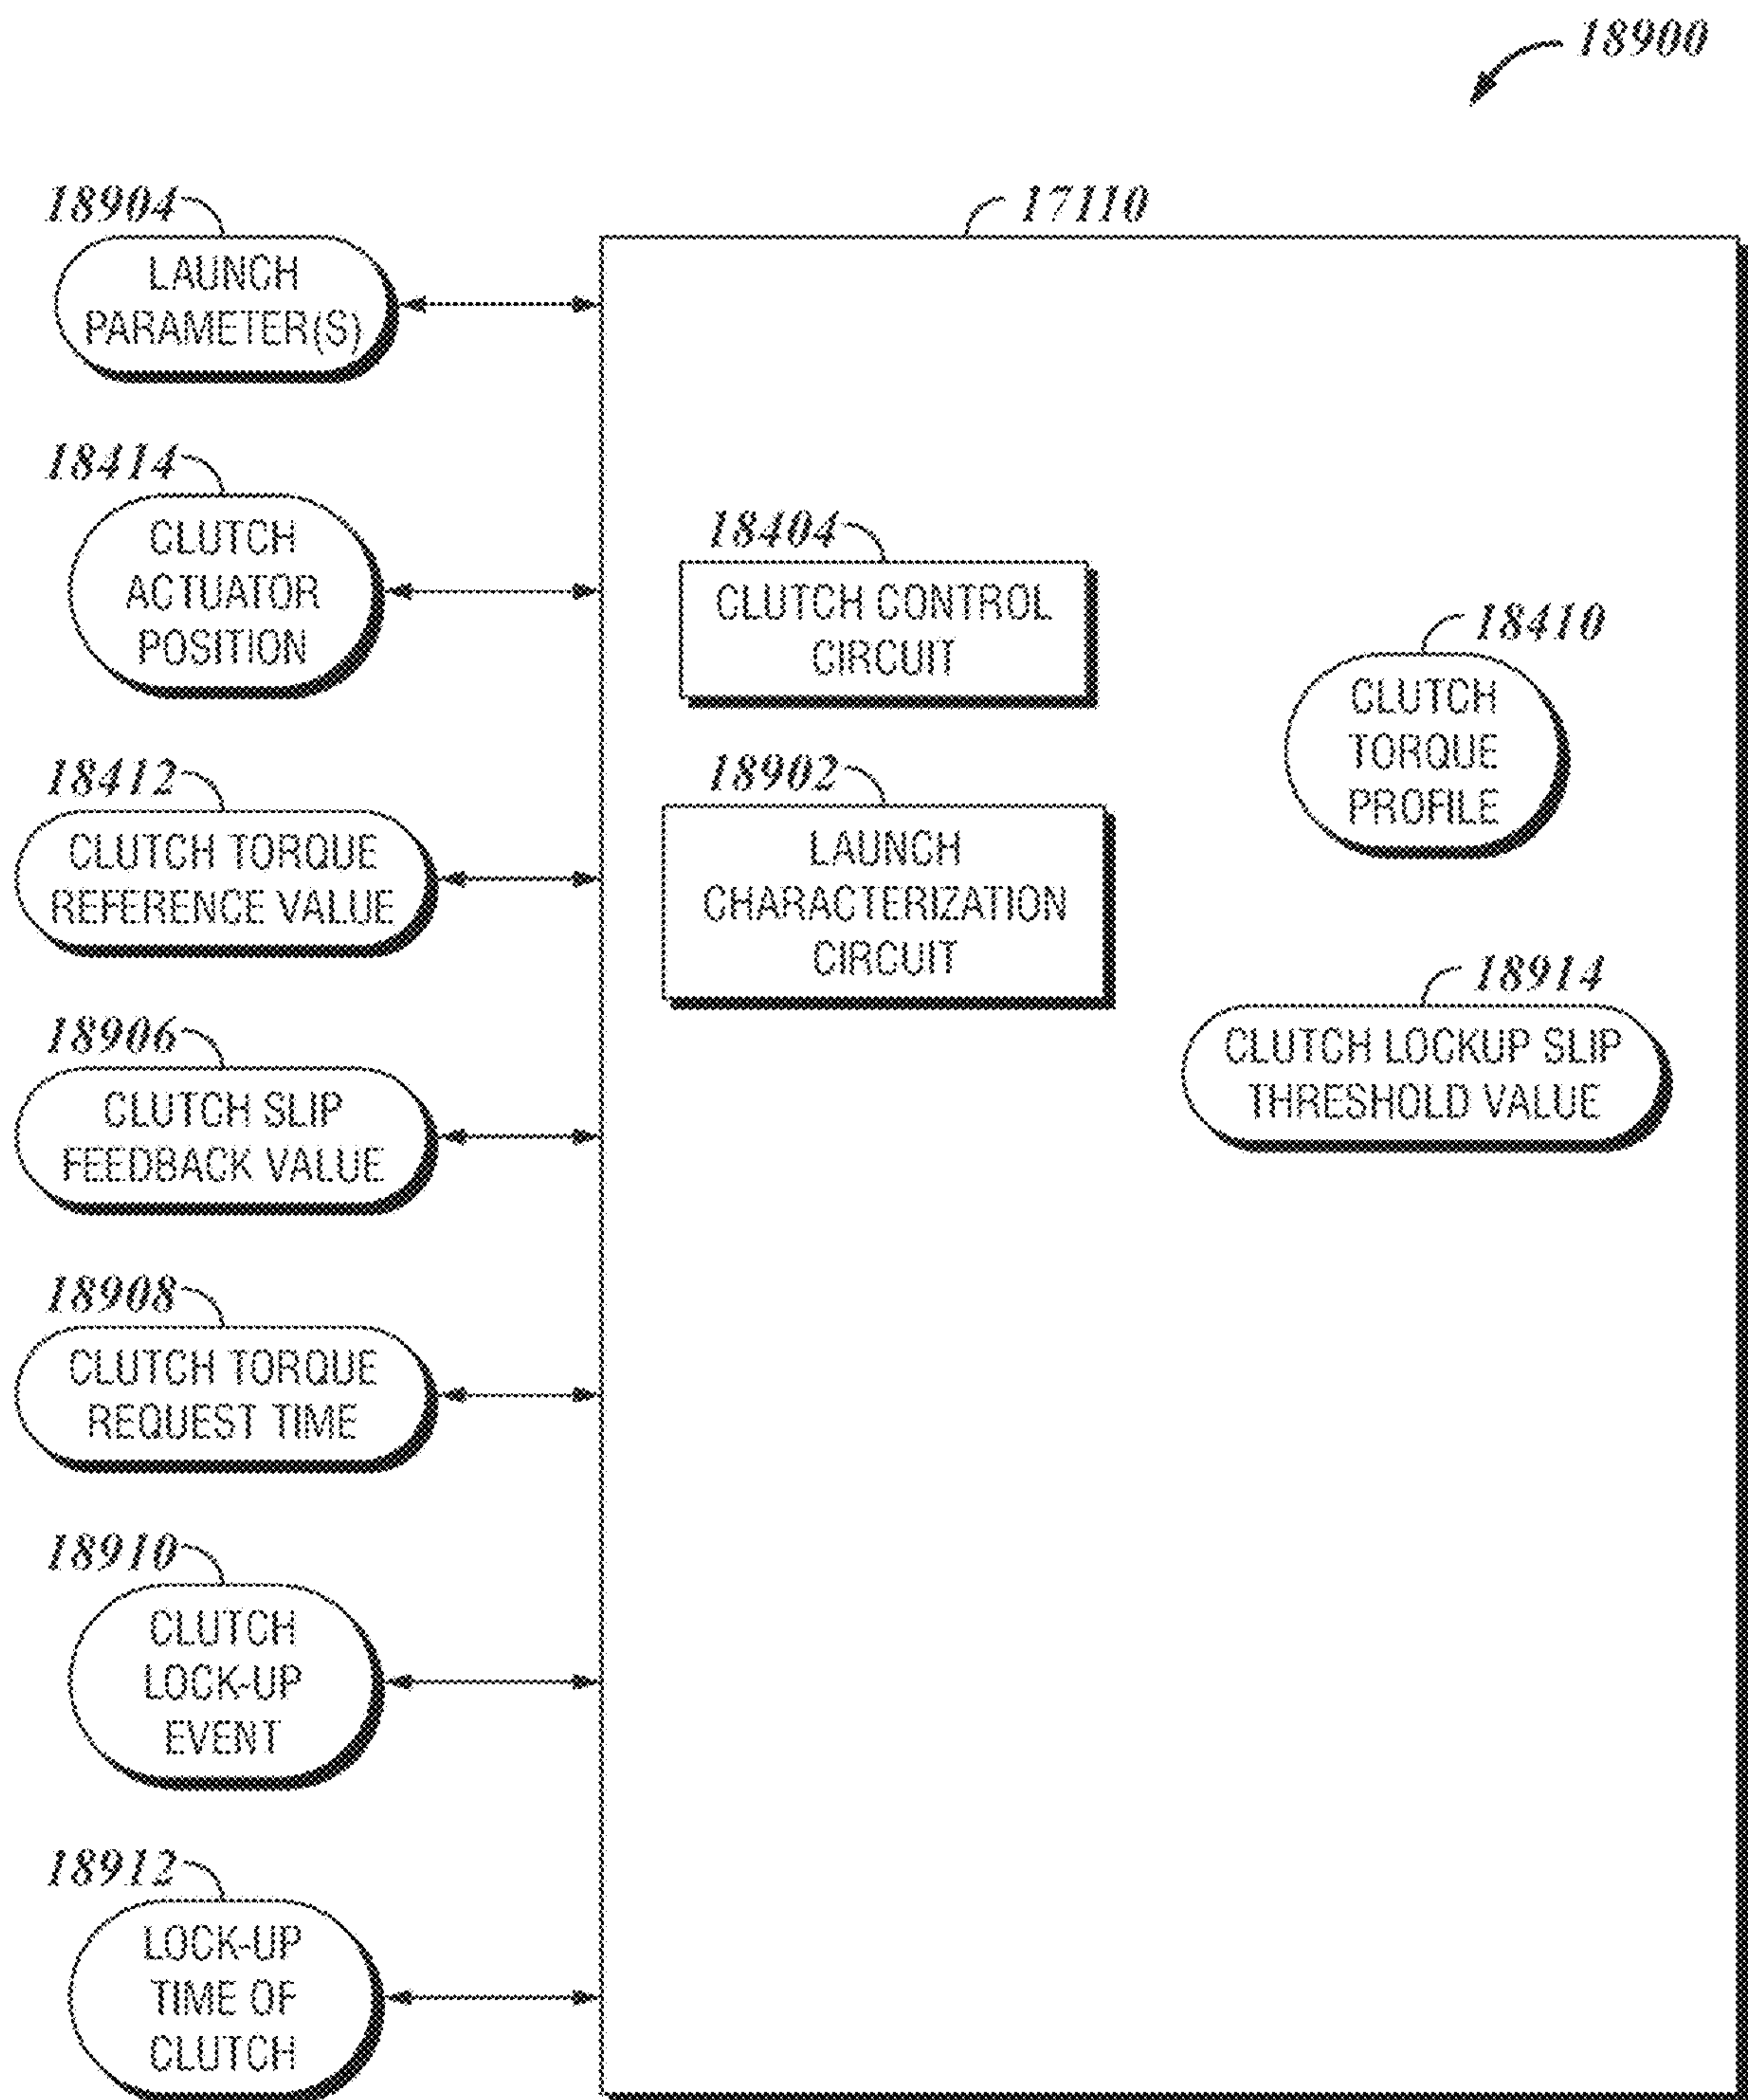 18900
18904
LAUNCH
PARAMETER(S)
17110
18414
CLUTCH
ACTUATOR
POSITION
18404
CLUTCH CONTROL
CIRCUIT
18410
CLUTCH
TORQUE
PROFILE
18412
CLUTCH TORQUE
REFERENCE VALUE
18902
LAUNCH
CHARACTERIZATION
CIRCUIT
18914
CLUTCH LOCKUP SLIP
THRESHOLD VALUE
18906
CLUTCH SLIP
FEEDBACK VALUE
18908
CLUTCH TORQUE
REQUEST TIME
18910
CLUTCH
LOCK-UP
EVENT
18912
LOCK-UP
TIME OF
CLUTCH